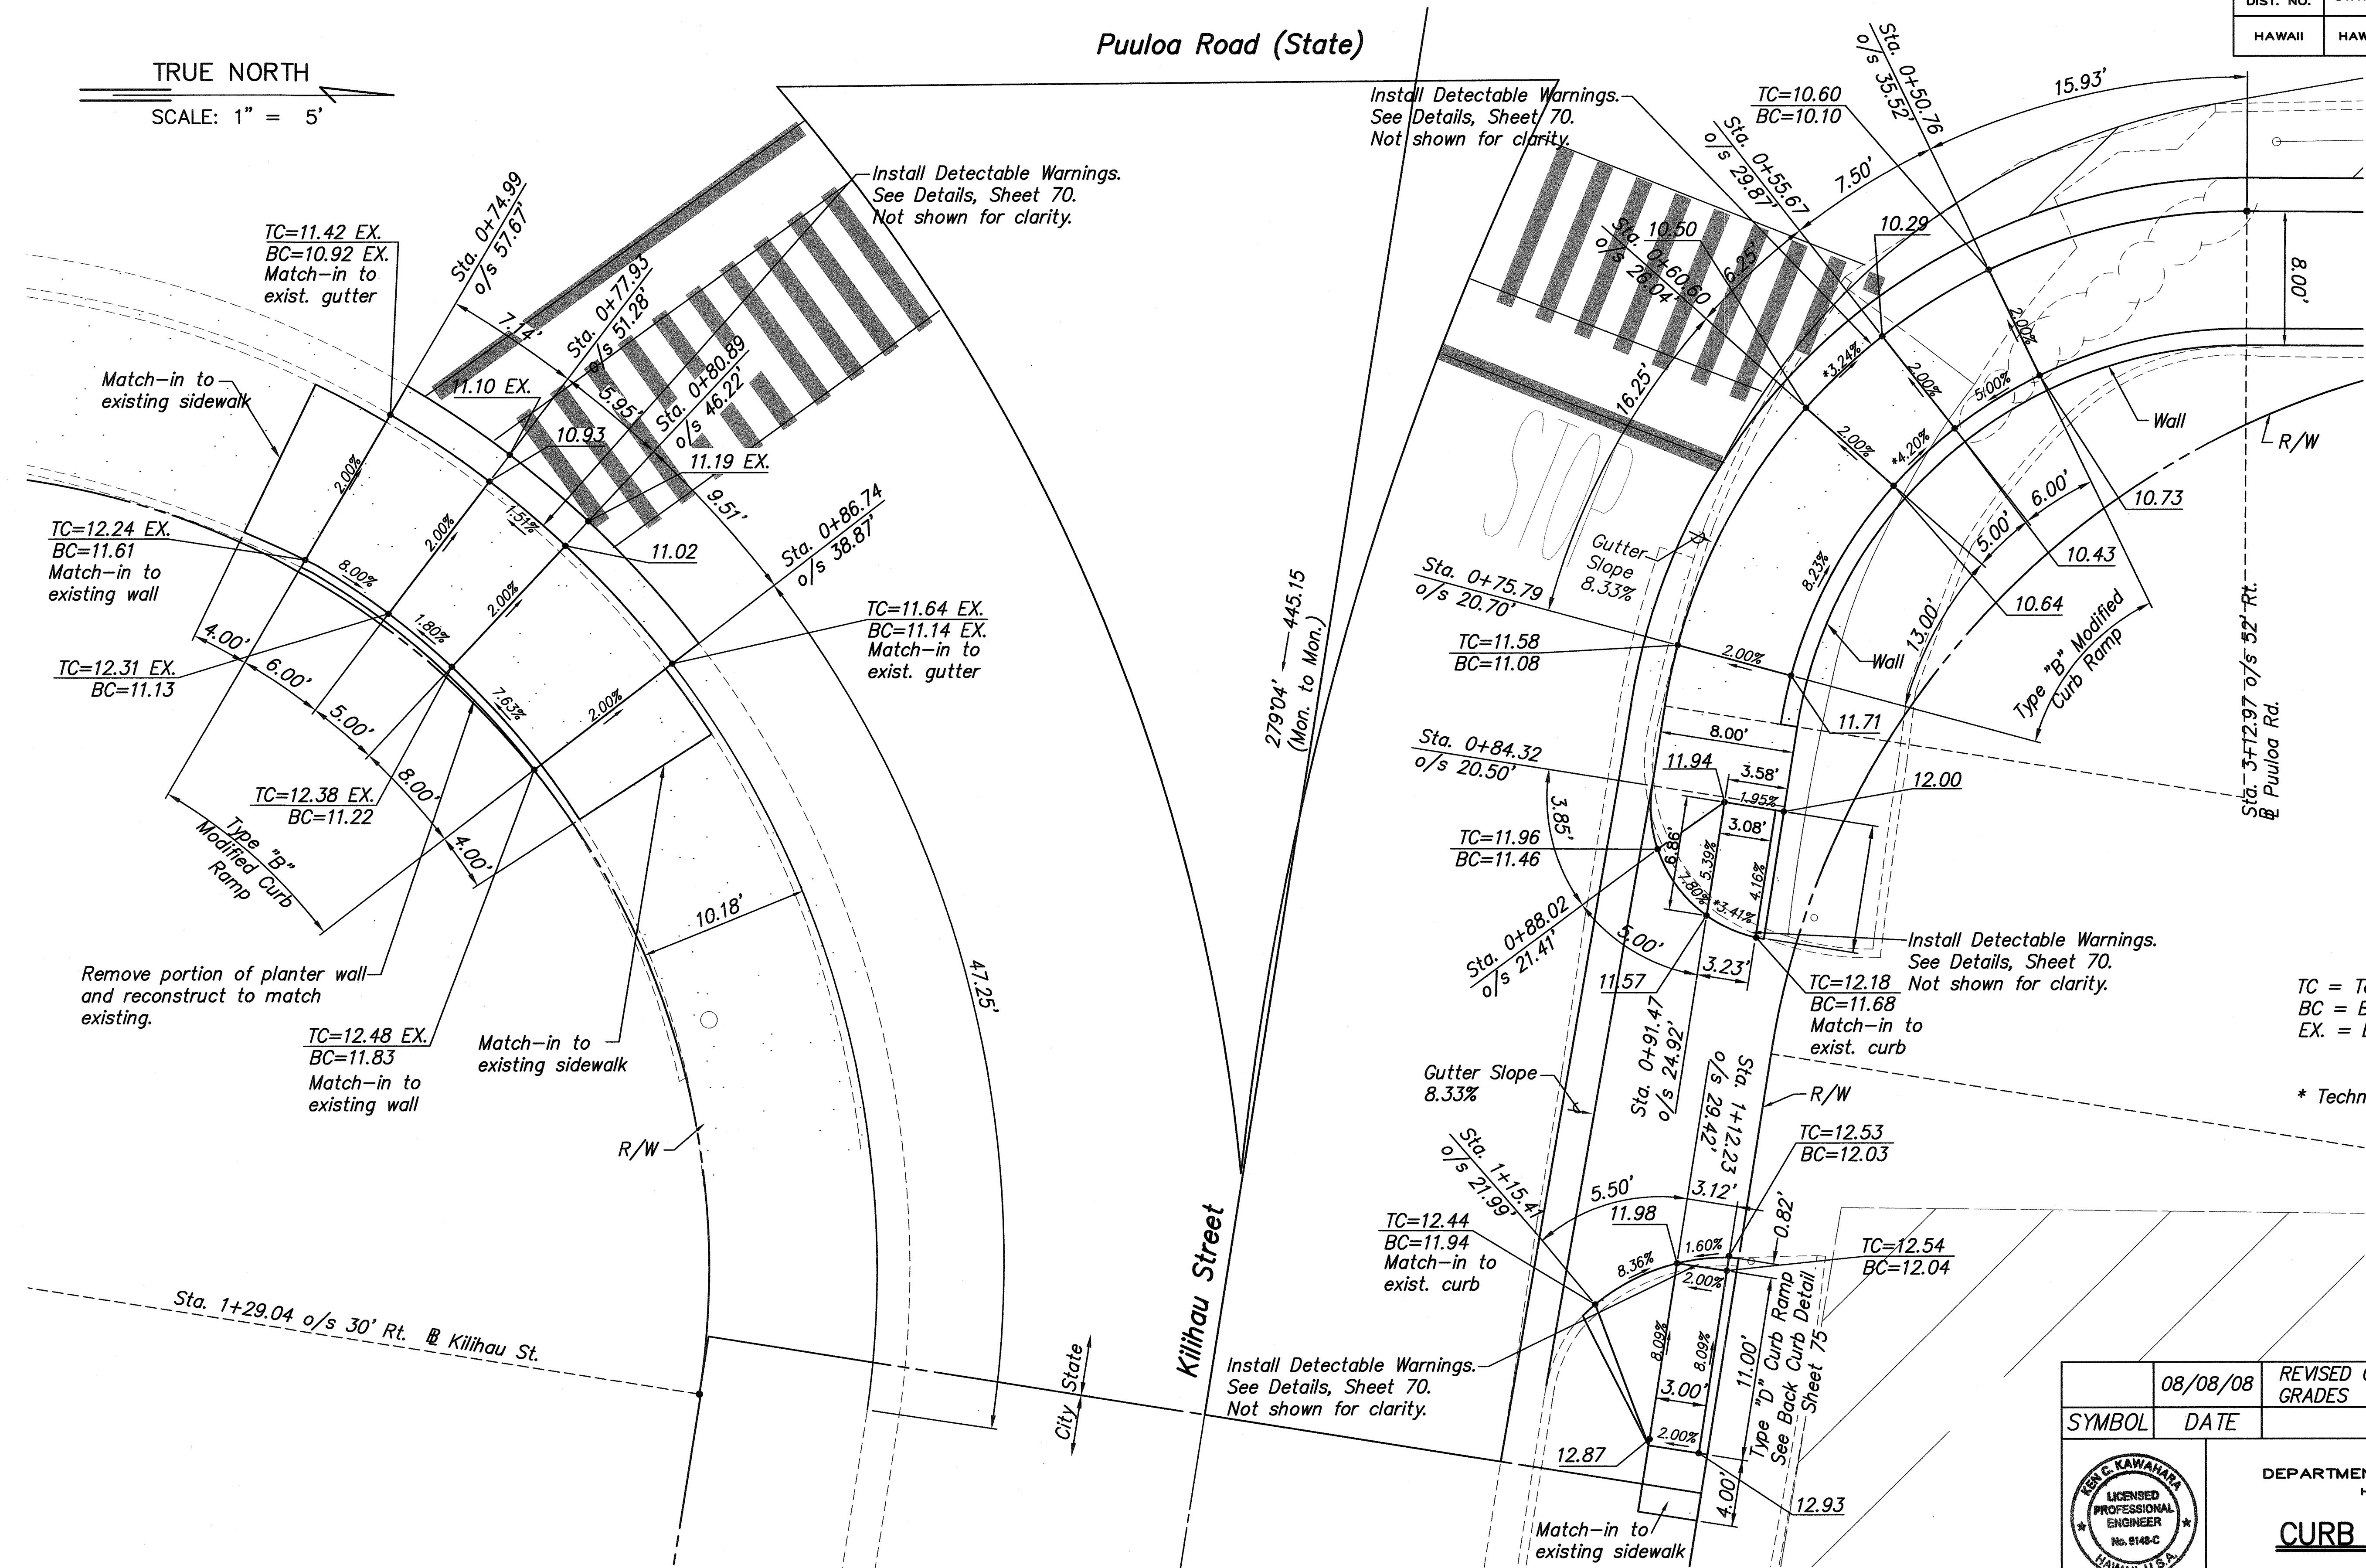 Puuloa Road (State)
TRUE NORTH
SCALE: 1" = 5'
DIST. NO.
HAWAII
Install Detectable Warnings.
See Details, Sheet 70.
Not shown for clarity.
Install Detectable Warnings.
See Details, Sheet 70.
Not shown for clarity.
TC=10.60
BC=10.10
Sta. 0+50.76
o/s 35.52'
15.93'
Sta. 0+55.67
o/s 29.87'
7.50'
Sta. 0+60.60
o/s 26.04'
10.50
6.25'
10.29
8.00'
16.25'
*3.24%
2.00%
2.00%
2.00%
5.00%
*4.20%
8.23%
Wall
R/W
10.73
6.00'
5.00'
10.43
10.64
13.00'
Wall
Type "B" Modified
Curb Ramp
Sta. 3+12.97 o/s 52' Rt.
BL Puuloa Rd.
STOP
Gutter
Slope
8.33%
Sta. 0+75.79
o/s 20.70'
TC=11.58
BC=11.08
2.00%
11.71
8.00'
Sta. 0+84.32
o/s 20.50'
11.94
3.58'
1.95%
12.00
3.08'
3.85'
6.86'
5.39%
4.16%
7.80%
*3.41%
TC=11.96
BC=11.46
Sta. 0+88.02
o/s 21.41'
5.00'
3.23'
11.57
Install Detectable Warnings.
See Details, Sheet 70.
Not shown for clarity.
TC=12.18
BC=11.68
Match-in to
exist. curb
Sta. 0+91.47
o/s 24.92'
Sta. 1+12.23
o/s 29.42'
Gutter Slope
8.33%
R/W
TC=12.53
BC=12.03
Sta. 1+15.47
o/s 21.99'
5.50'
3.12'
11.98
0.82'
TC=12.44
BC=11.94
Match-in to
exist. curb
8.36%
1.60%
2.00%
TC=12.54
BC=12.04
8.09%
8.09%
3.00'
11.00'
Type "D" Curb Ramp
See Back Curb Detail
Sheet 75
Install Detectable Warnings.
See Details, Sheet 70.
Not shown for clarity.
2.00%
12.87
12.93
4.00'
Match-in to
existing sidewalk
279°04' 445.15
(Mon. to Mon.)
Kilihau Street
City State
Sta. 1+29.04 o/s 30' Rt. BL Kilihau St.
TC=11.42 EX.
BC=10.92 EX.
Match-in to
exist. gutter
Sta. 0+74.99
o/s 57.67'
7.14'
Sta. 0+77.93
o/s 51.28'
5.95'
Sta. 0+80.89
o/s 46.22'
11.10 EX.
10.93
11.19 EX.
9.51'
Sta. 0+86.74
o/s 38.87'
11.02
Match-in to
existing sidewalk
2.00%
2.00%
1.51%
2.00%
8.00%
1.80%
7.63%
2.00%
TC=12.24 EX.
BC=11.61
Match-in to
existing wall
TC=11.64 EX.
BC=11.14 EX.
Match-in to
exist. gutter
4.00'
6.00'
5.00'
8.00'
4.00'
TC=12.31 EX.
BC=11.13
TC=12.38 EX.
BC=11.22
Type "B"
Modified Curb
Ramp
10.18'
47.25'
Remove portion of planter wall
and reconstruct to match
existing.
TC=12.48 EX.
BC=11.83
Match-in to
existing wall
Match-in to
existing sidewalk
R/W
TC =
BC =
EX. =
* Techn
08/08/08
REVISED
GRADES
SYMBOL
DATE
DEPARTMEN
CURB
KEN C. KAWAHARA
LICENSED
PROFESSIONAL
ENGINEER
No. 9148-C
HAWAII, U.S.A.